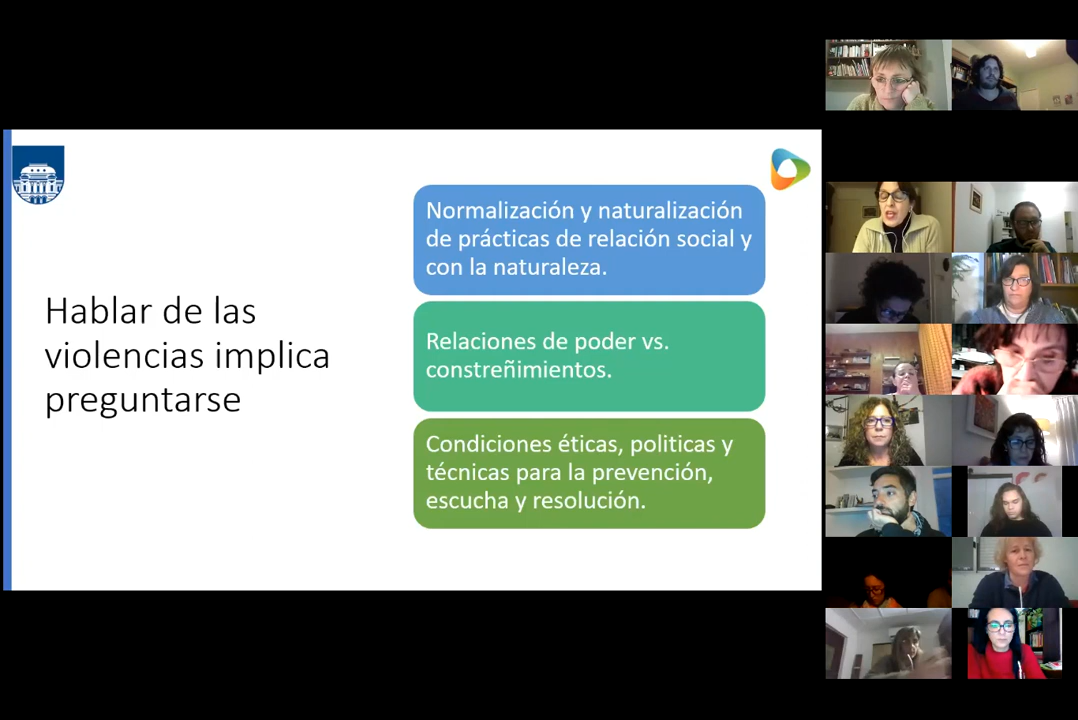 Hablar de las
violencias implica
preguntarse
Normalización y naturalización
de prácticas de relación social y
con la naturaleza.
Relaciones de poder vs.
constreñimientos.
Condiciones éticas, politicas y
técnicas para la prevención,
escucha y resolución.